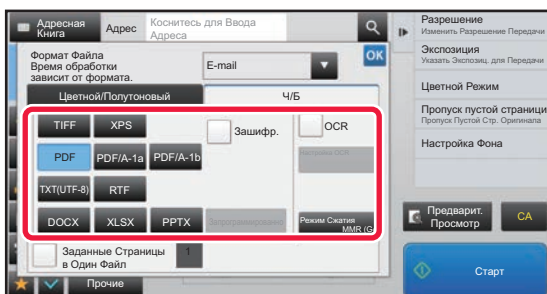 Адресная
Книга
Адрес
Коснитесь для Ввода
Адреса
Формат Файла
Время обработки
зависит от формата.
E-mail
OK
Цветной/Полутоновый
Ч/Б
TIFF
XPS
Зашифр.
OCR
PDF
PDF/A-1a
PDF/A-1b
Настройка OCR
TXT(UTF-8)
RTF
DOCX
XLSX
PPTX
Режим Сжатия
MMR (G
Заданные Страницы
в Один Файл
1
Прочие
Разрешение
Изменить Разрешение Передачи
Экспозиция
Указать Экспозиц. для Передачи
Цветной Режим
Пропуск пустой страници
Пропуск Пустой Стр. Оригинала
Настройка Фона
Предварит.
Просмотр
CA
Старт